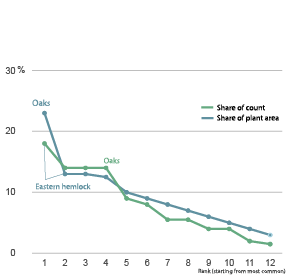 30%
Oaks
Share of count
Share of plant area
20
Oaks
Eastern hemlock
10
0
1 2 3 4 5 6 7 8 9 10 11 12
Rank (starting from most common)